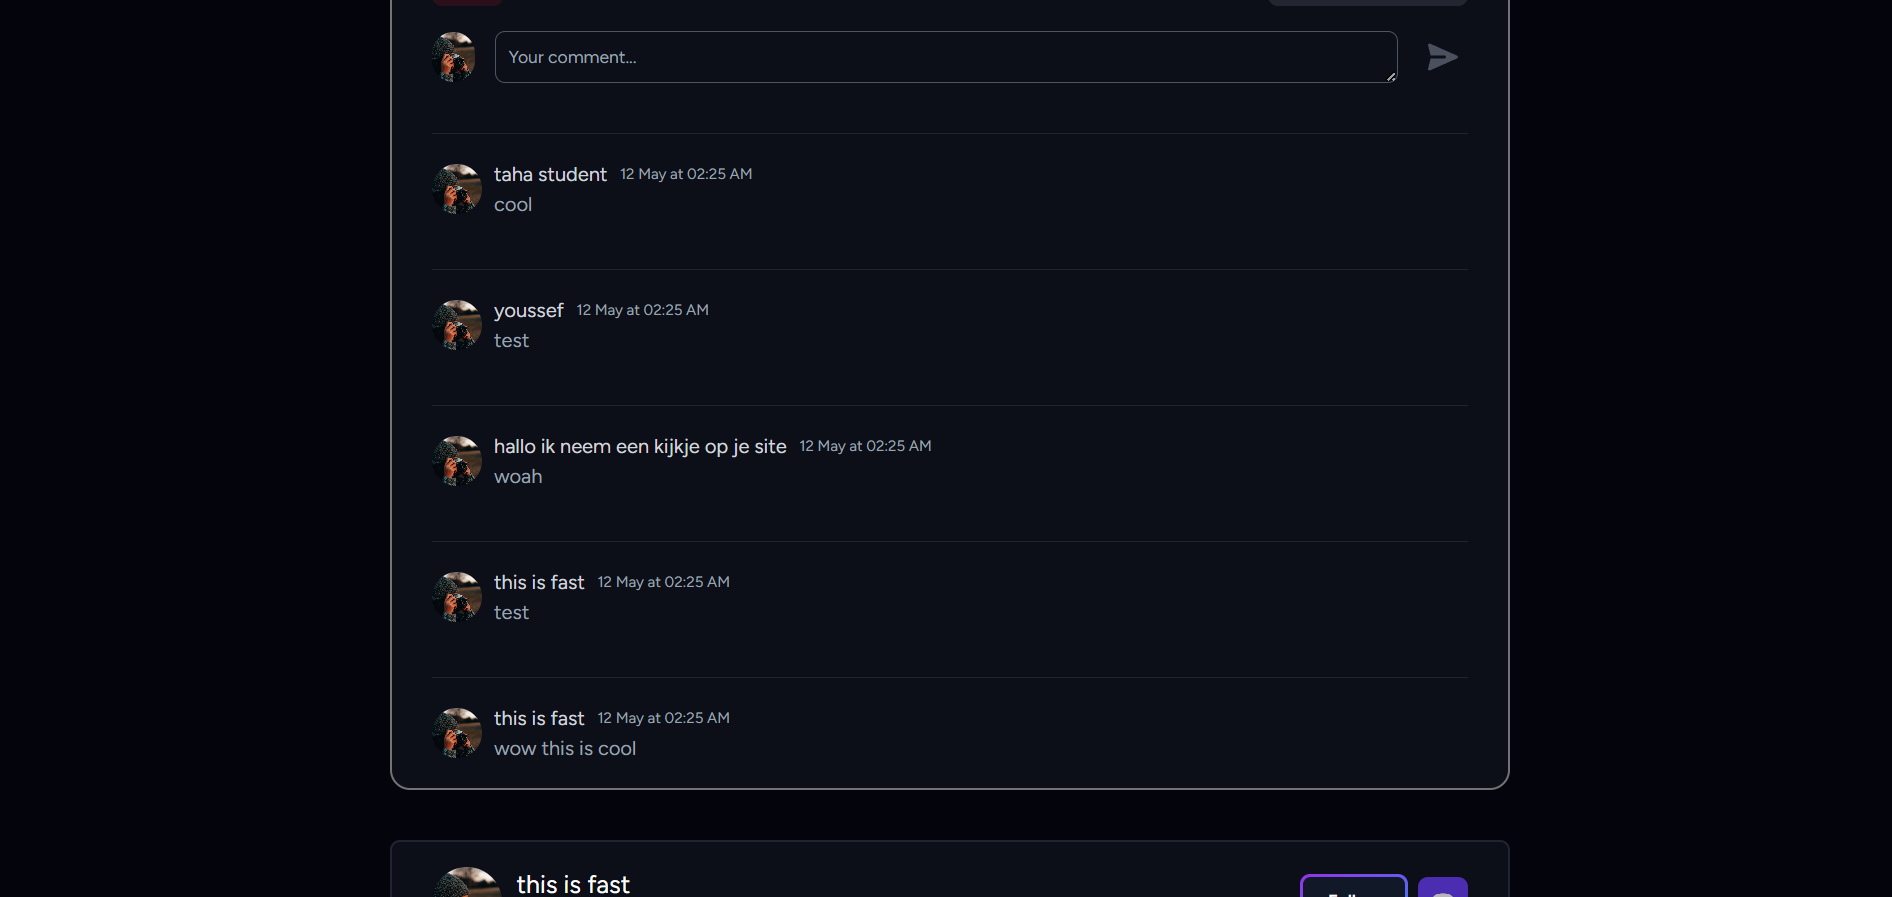 Your comment...
taha student 12 May at 02:25 AM
cool
youssef 12 May at 02:25 AM
test
hallo ik neem een kijkje op je site 12 May at 02:25 AM
woah
this is fast 12 May at 02:25 AM
test
this is fast 12 May at 02:25 AM
wow this is cool
this is fast